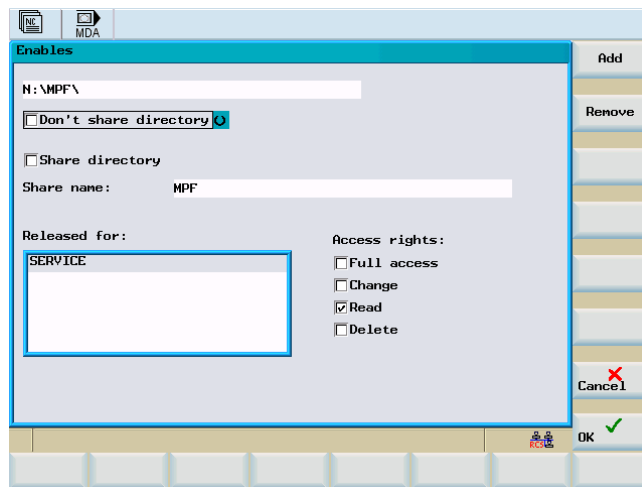 NC
MDA
Enables
Add
N:\MPF\
Don't share directory
Remove
Share directory
Share name: MPF
Released for:
Access rights:
SERVICE
Full access
Change
Read
Delete
Cancel
OK
RCS